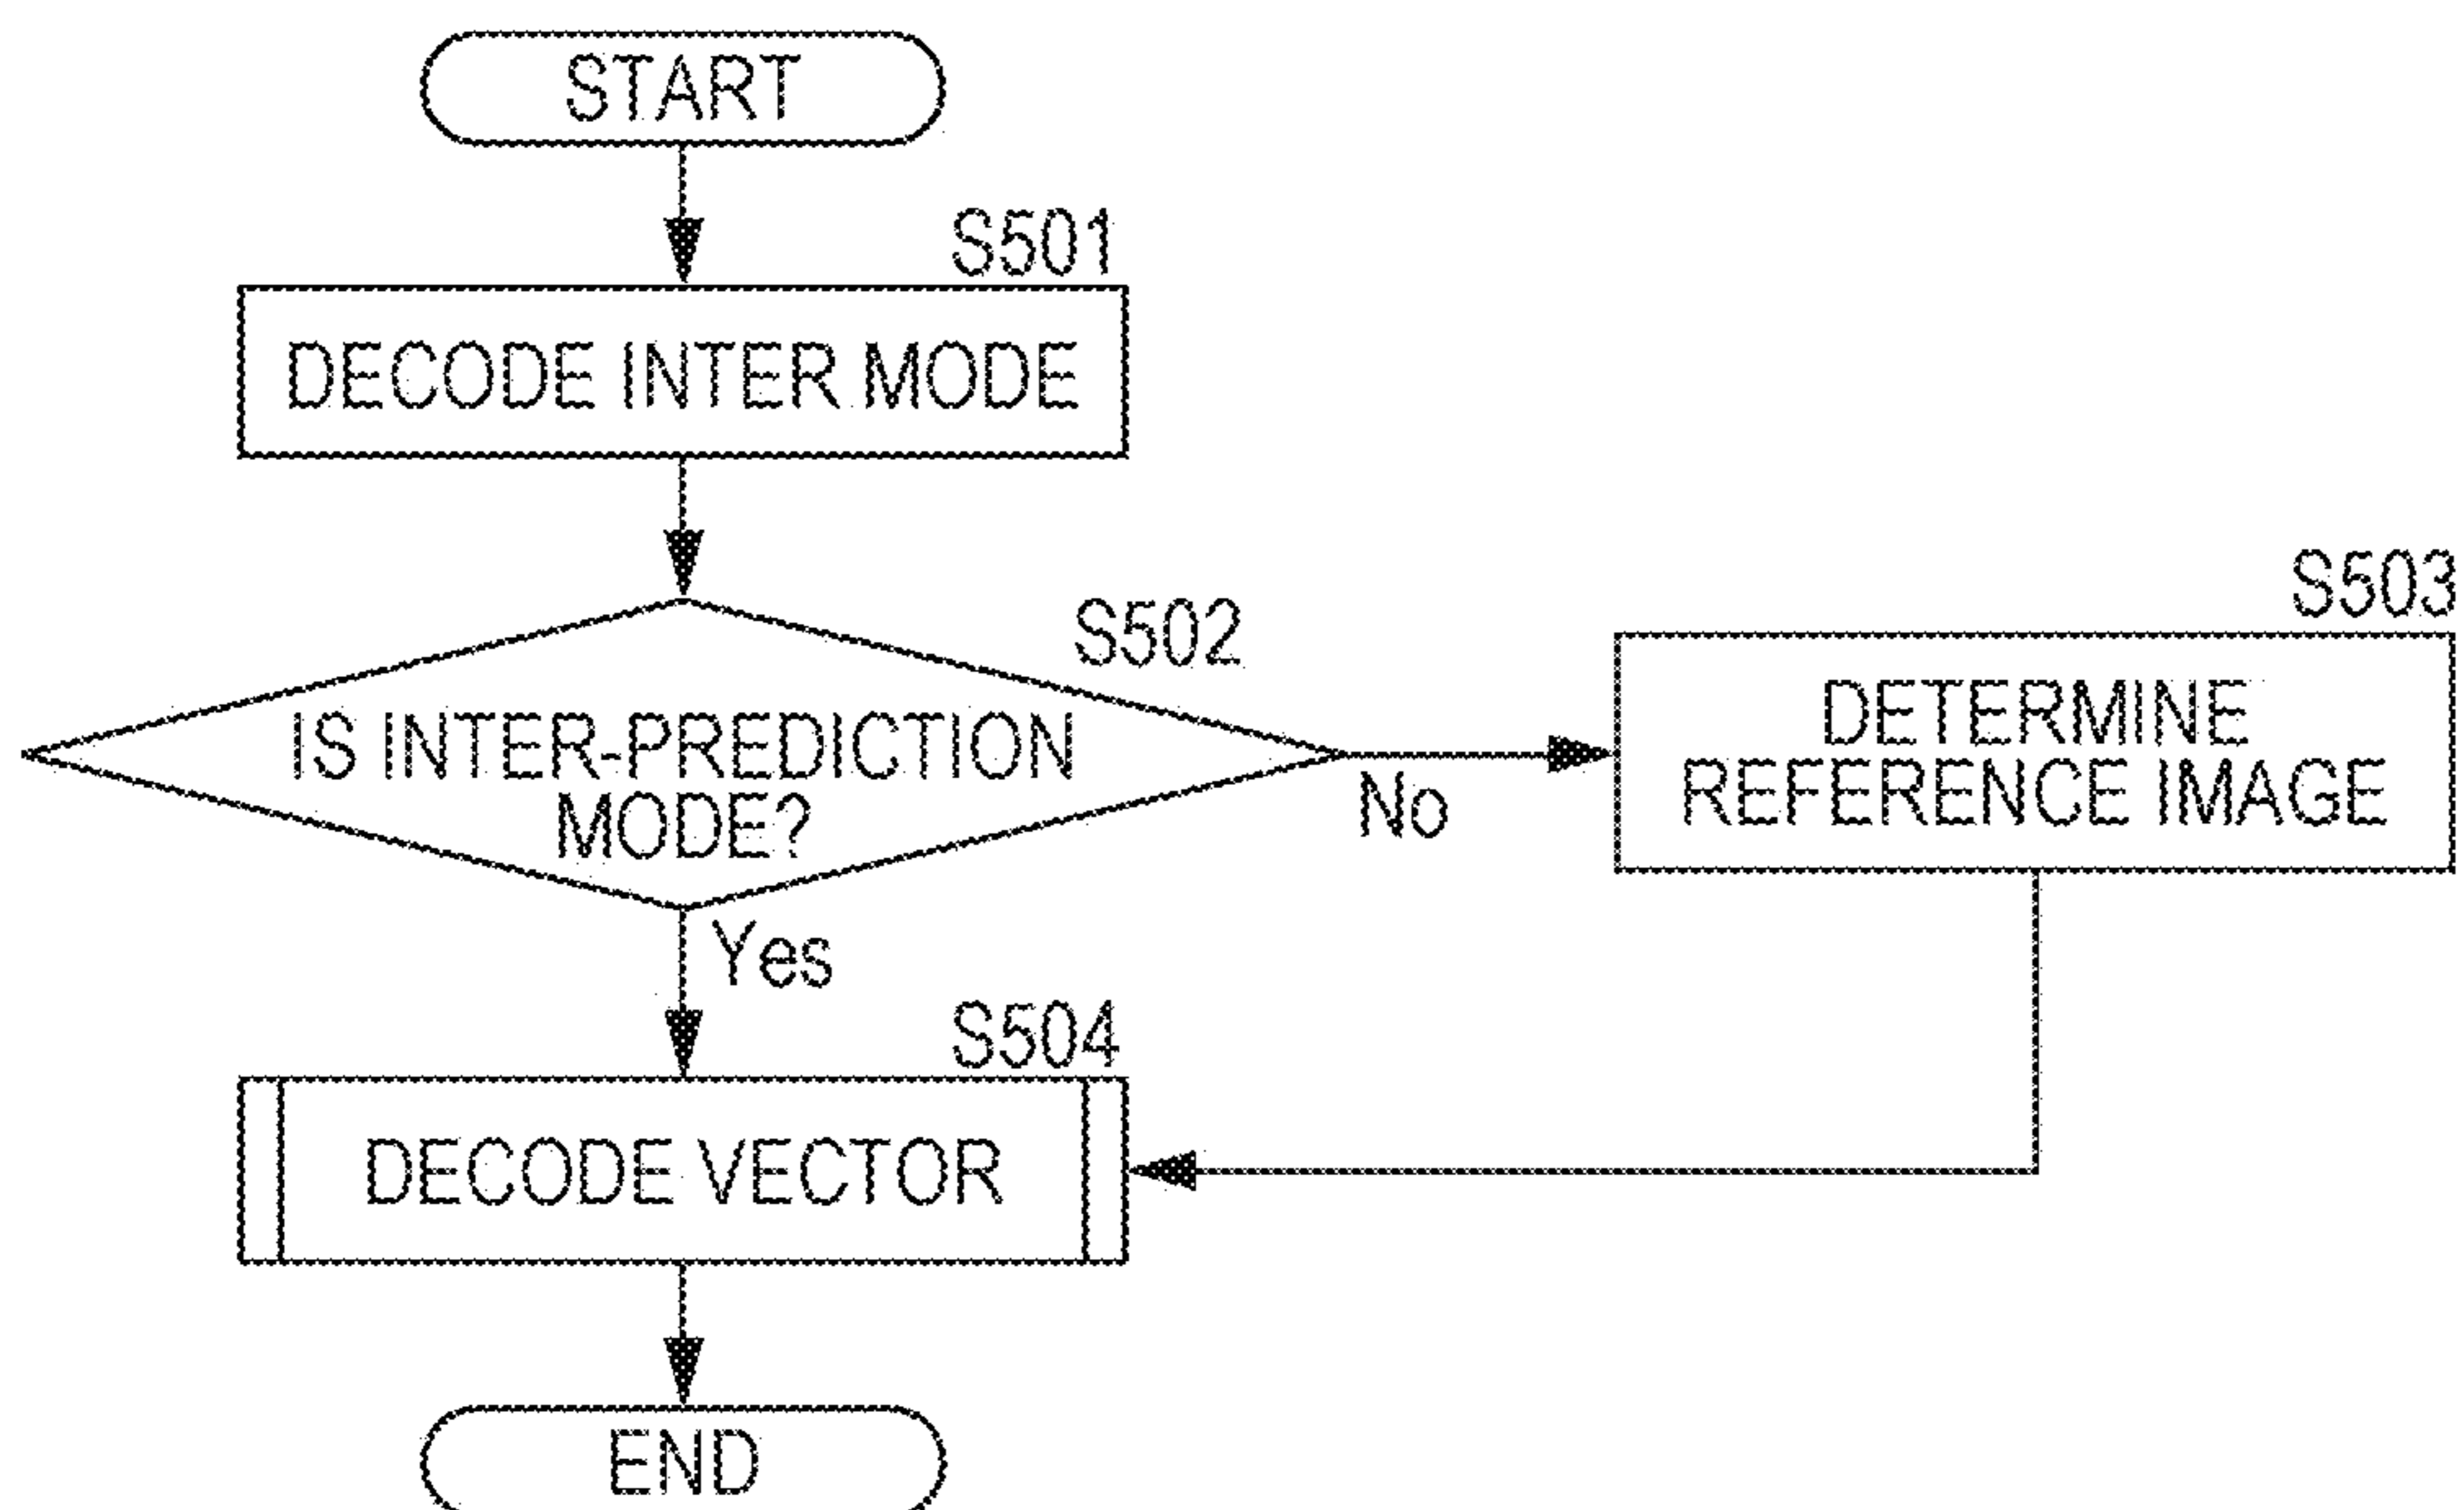 START
S501
DECODE INTER MODE
S502
IS INTER-PREDICTION
MODE?
No
S503
DETERMINE
REFERENCE IMAGE
Yes
S504
DECODE VECTOR
END